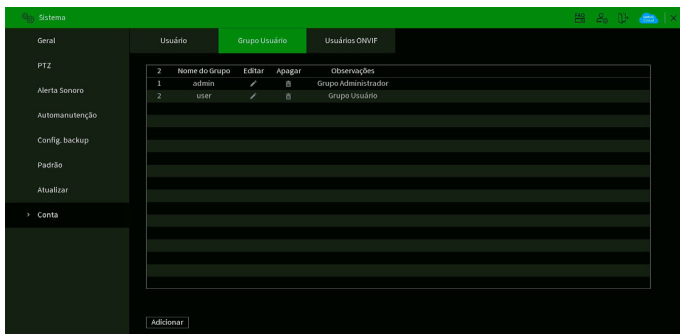 Sistema
Geral
PTZ
Alerta Sonoro
Automanutenção
Config. backup
Padrão
Atualizar
Conta
Usuário Grupo Usuário Usuários ONVIF
2 Nome do Grupo Editar Apagar Observações
1 admin Grupo Administrador
2 user Grupo Usuário
Adicionar